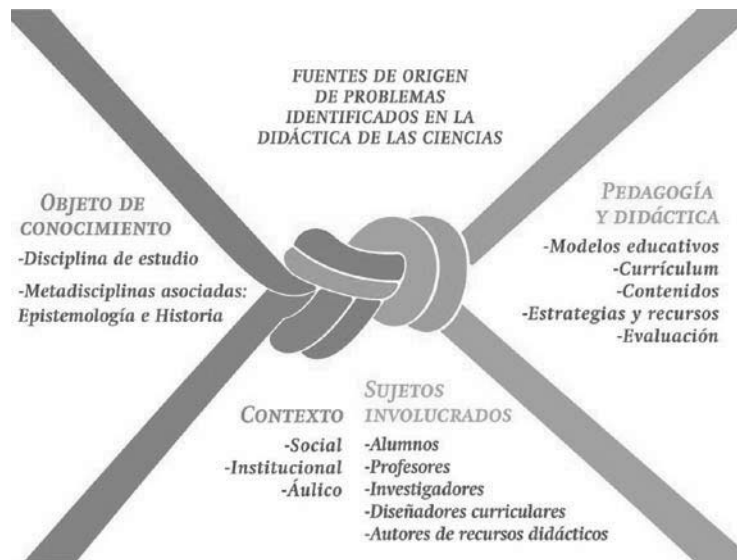 FUENTES DE ORIGEN
DE PROBLEMAS
IDENTIFICADOS EN LA
DIDÁCTICA DE LAS CIENCIAS
OBJETO DE
CONOCIMIENTO
-Disciplina de estudio
-Metadisciplinas asociadas:
Epistemología e Historia
PEDAGOGÍA
Y DIDÁCTICA
-Modelos educativos
-Currículum
-Contenidos
-Estrategias y recursos
-Evaluación
CONTEXTO
-Social
-Institucional
-Áulico
SUJETOS
INVOLUCRADOS
-Alumnos
-Profesores
-Investigadores
-Diseñadores curriculares
-Autores de recursos didácticos